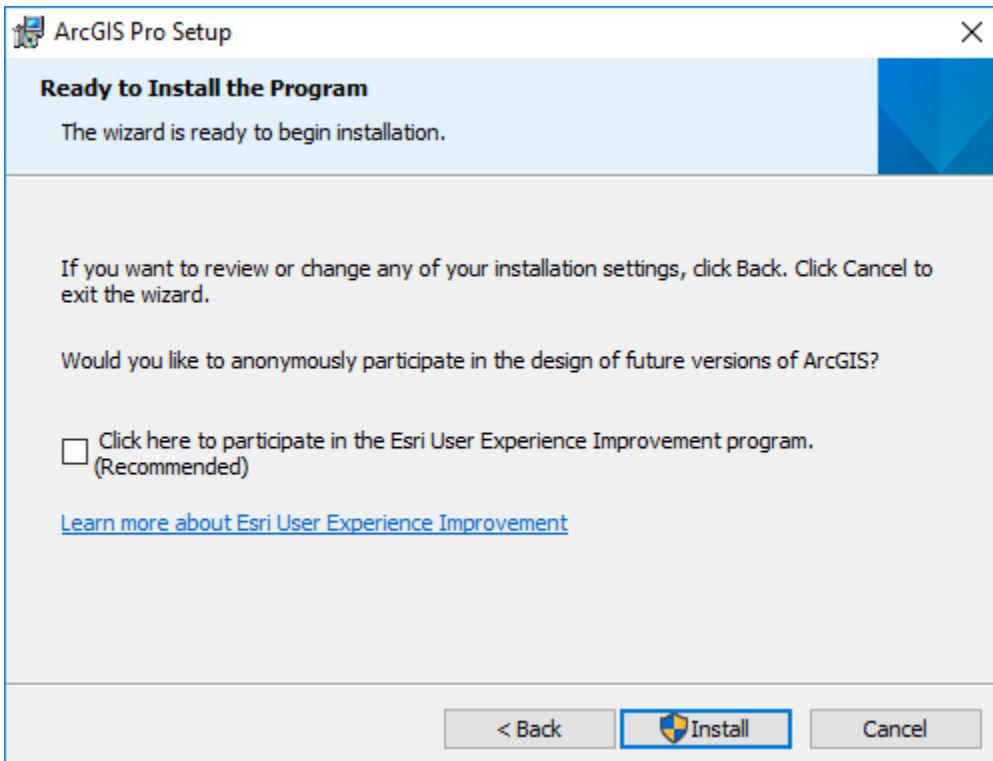 ArcGIS Pro Setup
Ready to Install the Program
The wizard is ready to begin installation.
If you want to review or change any of your installation settings, click Back. Click Cancel to
exit the wizard.
Would you like to anonymously participate in the design of future versions of ArcGIS?
Click here to participate in the Esri User Experience Improvement program.
(Recommended)
Learn more about Esri User Experience Improvement
< Back Install Cancel